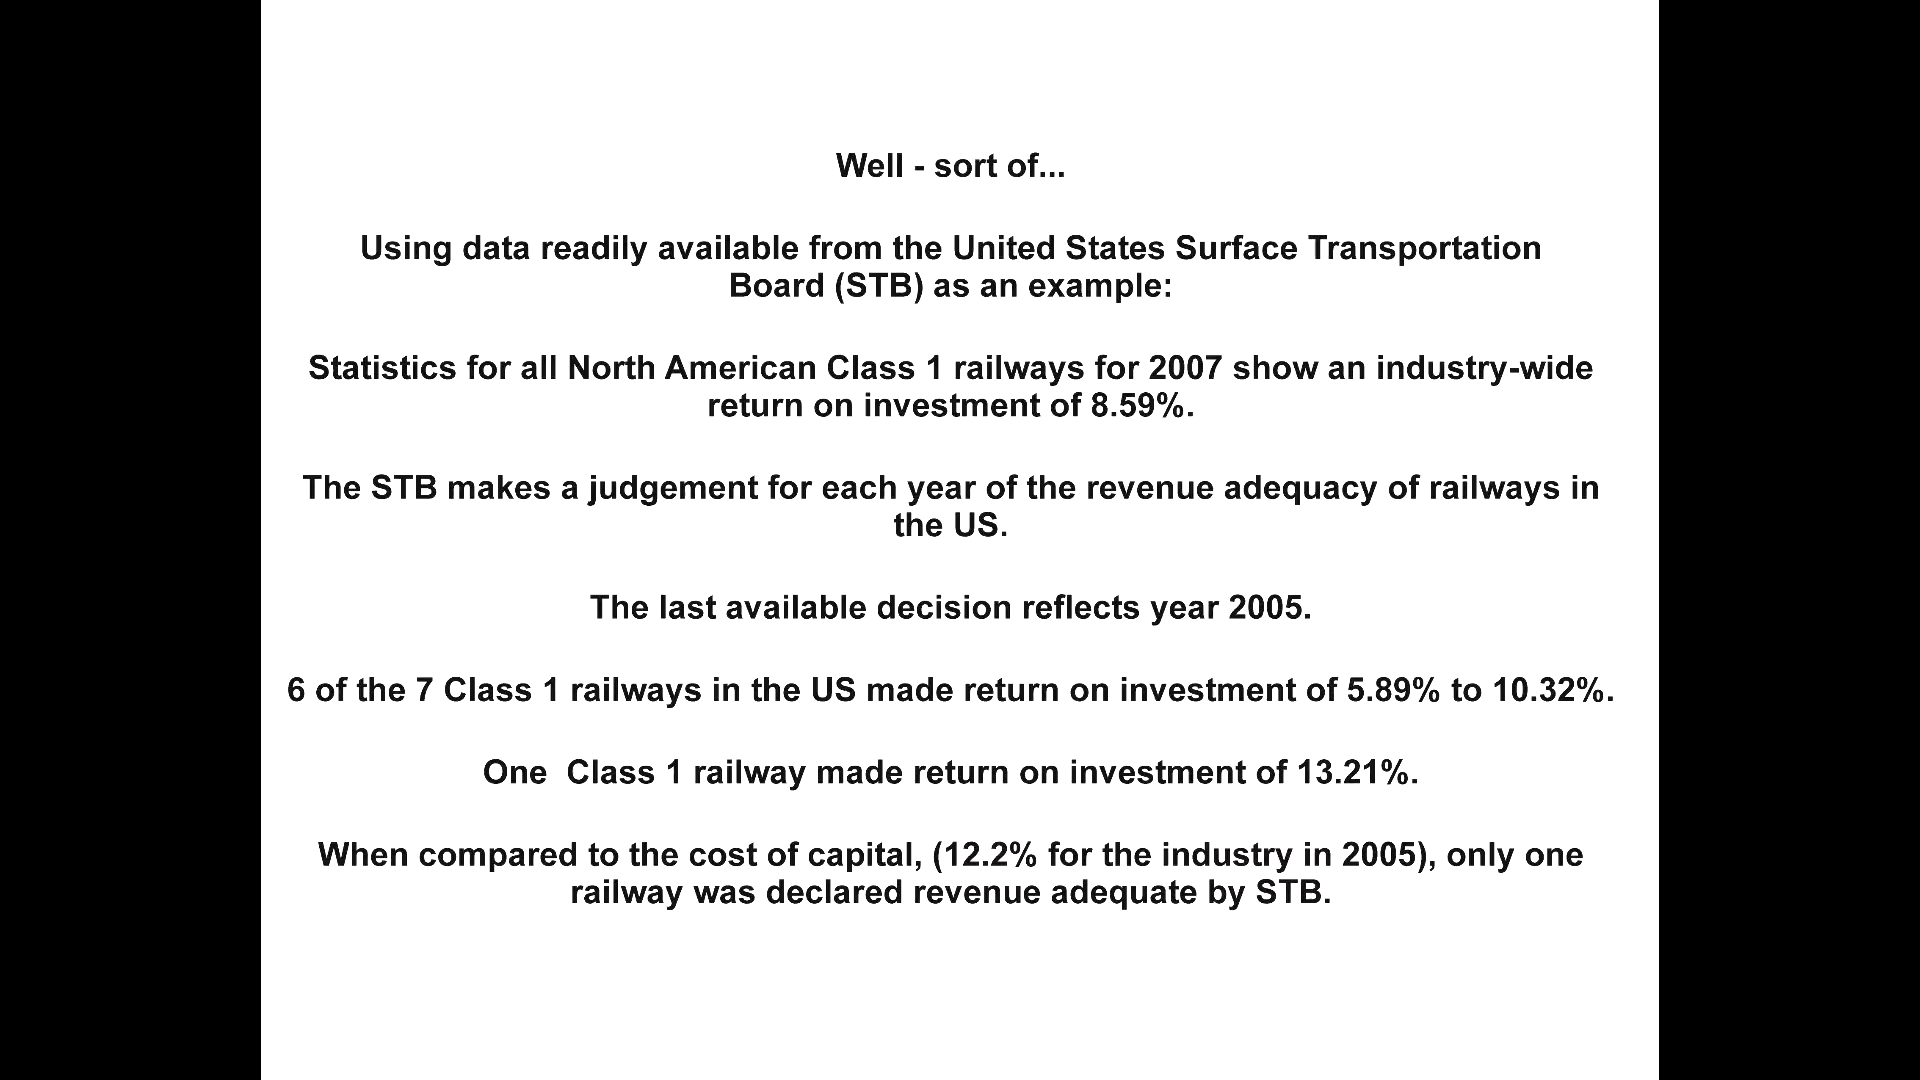 Well - sort of...
Using data readily available from the United States Surface Transportation
Board (STB) as an example:
Statistics for all North American Class 1 railways for 2007 show an industry-wide
return on investment of 8.59%.
The STB makes a judgement for each year of the revenue adequacy of railways in
the US.
The last available decision reflects year 2005.
6 of the 7 Class 1 railways in the US made return on investment of 5.89% to 10.32%.
One  Class 1 railway made return on investment of 13.21%.
When compared to the cost of capital, (12.2% for the industry in 2005), only one
railway was declared revenue adequate by STB.